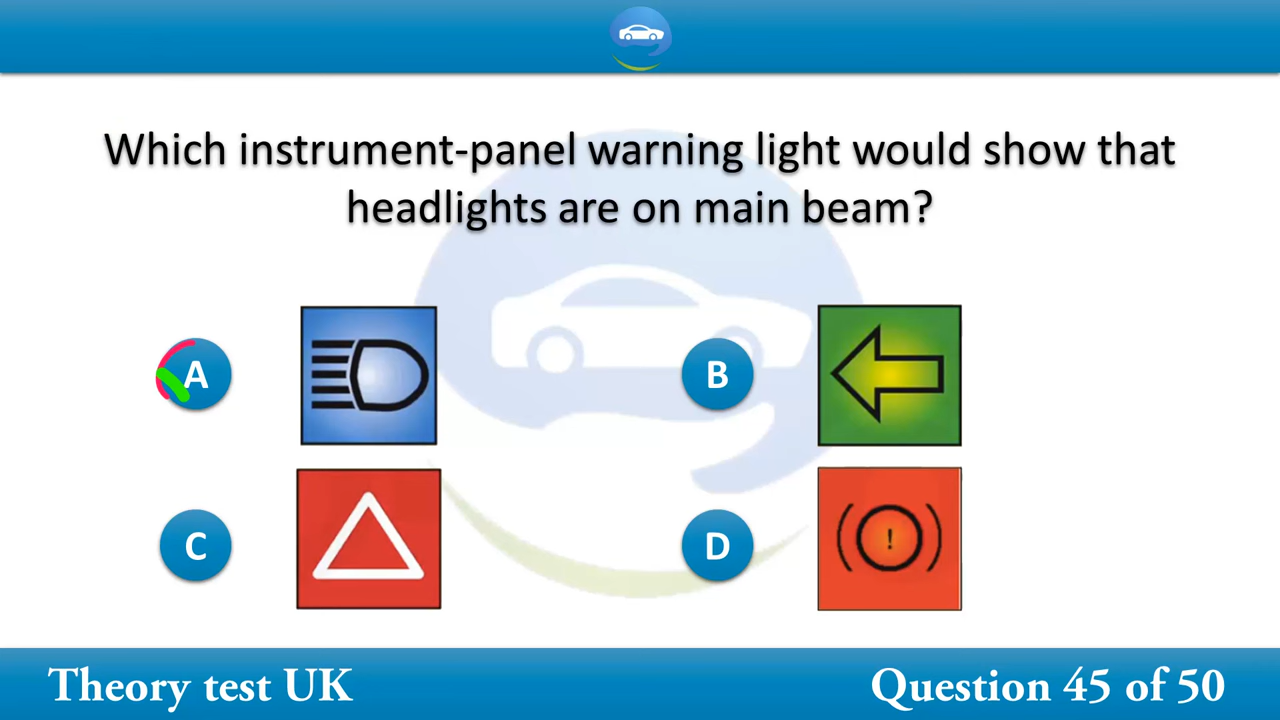 Which instrument-panel warning light would show that
headlights are on main beam?
A
B
C
D
!
Theory test UK
Question 45 of 50